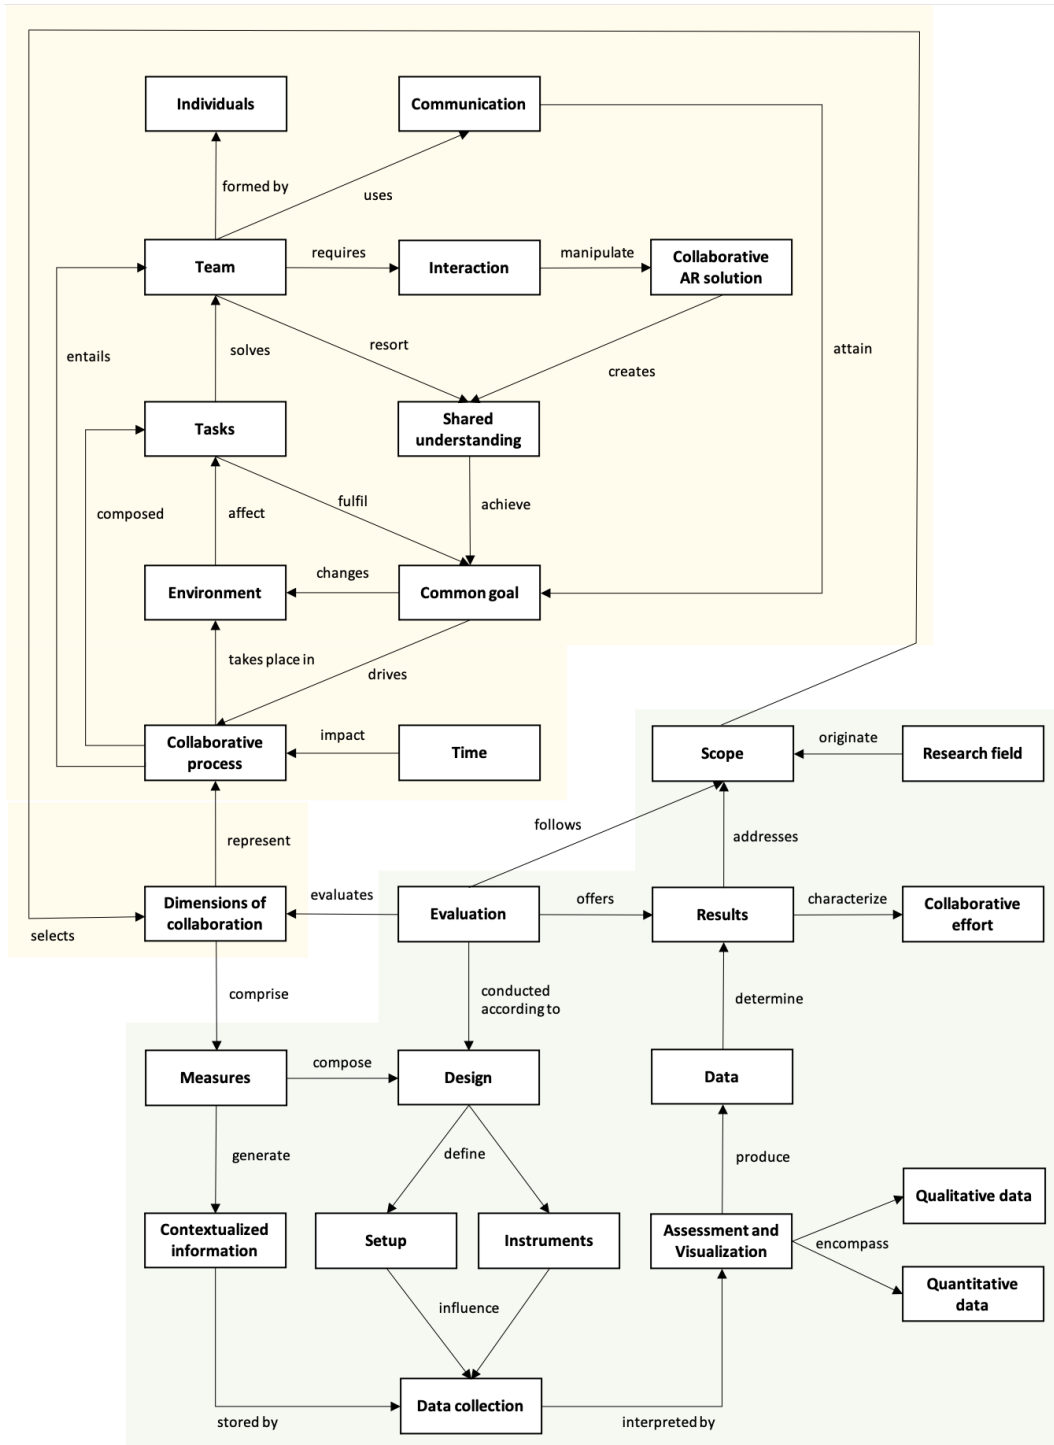 Individuals
Communication
formed by
uses
Team
requires
Interaction
manipulate
Collaborative
AR solution
entails
solves
resort
creates
attain
Tasks
Shared
understanding
composed
affect
fulfil
achieve
Environment
changes
Common goal
takes place in
drives
Collaborative
process
impact
Time
Scope
originate
Research field
represent
follows
addresses
Dimensions of
collaboration
evaluates
Evaluation
offers
Results
characterize
Collaborative
effort
selects
comprise
conducted
according to
determine
Measures
compose
Design
Data
generate
define
produce
Qualitative data
Contextualized
information
Setup
Instruments
Assessment and
Visualization
encompass
Quantitative
data
influence
Data collection
stored by
interpreted by